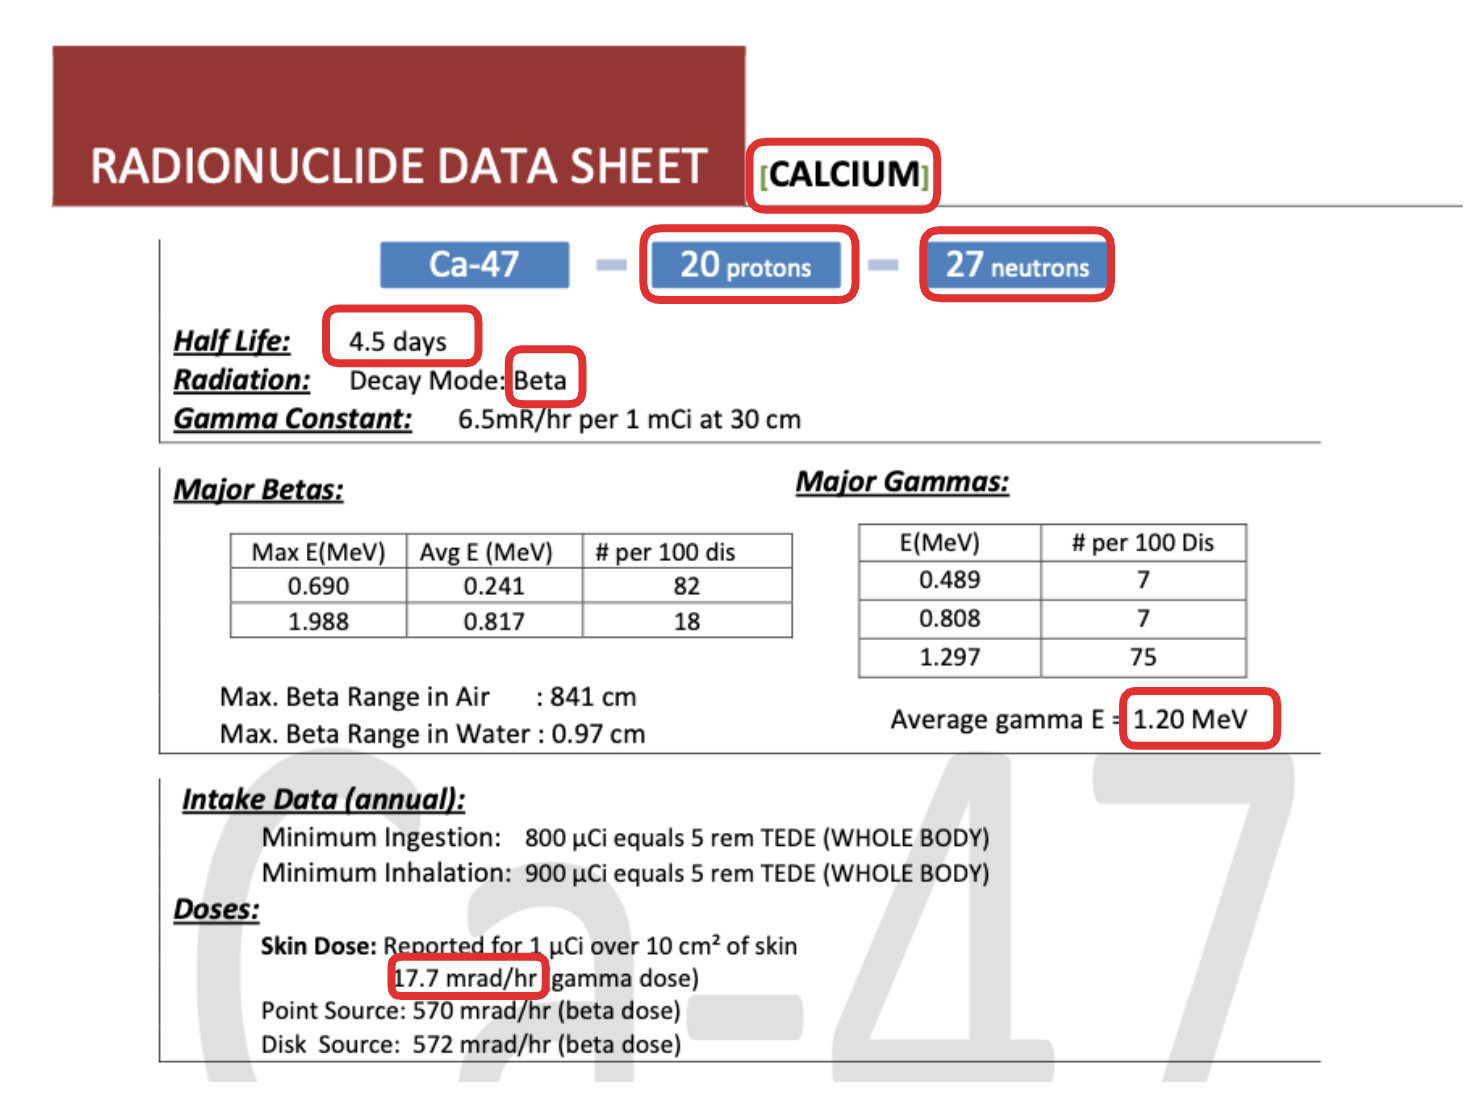 RADIONUCLIDE DATA SHEET [CALCIUM]
Ca-47 20 protons 27 neutrons
Half Life: 4.5 days
Radiation: Decay Mode: Beta
Gamma Constant: 6.5mR/hr per 1 mCi at 30 cm
Major Betas:
Max E(MeV) Avg E (MeV) # per 100 dis
0.690 0.241 82
1.988 0.817 18
Max. Beta Range in Air : 841 cm
Max. Beta Range in Water : 0.97 cm
Major Gammas:
E(MeV) # per 100 Dis
0.489 7
0.808 7
1.297 75
Average gamma E = 1.20 MeV
Intake Data (annual):
Minimum Ingestion: 800 µCi equals 5 rem TEDE (WHOLE BODY)
Minimum Inhalation: 900 µCi equals 5 rem TEDE (WHOLE BODY)
Doses:
Skin Dose: Reported for 1 µCi over 10 cm² of skin
17.7 mrad/hr (gamma dose)
Point Source: 570 mrad/hr (beta dose)
Disk Source: 572 mrad/hr (beta dose)
Ca-47